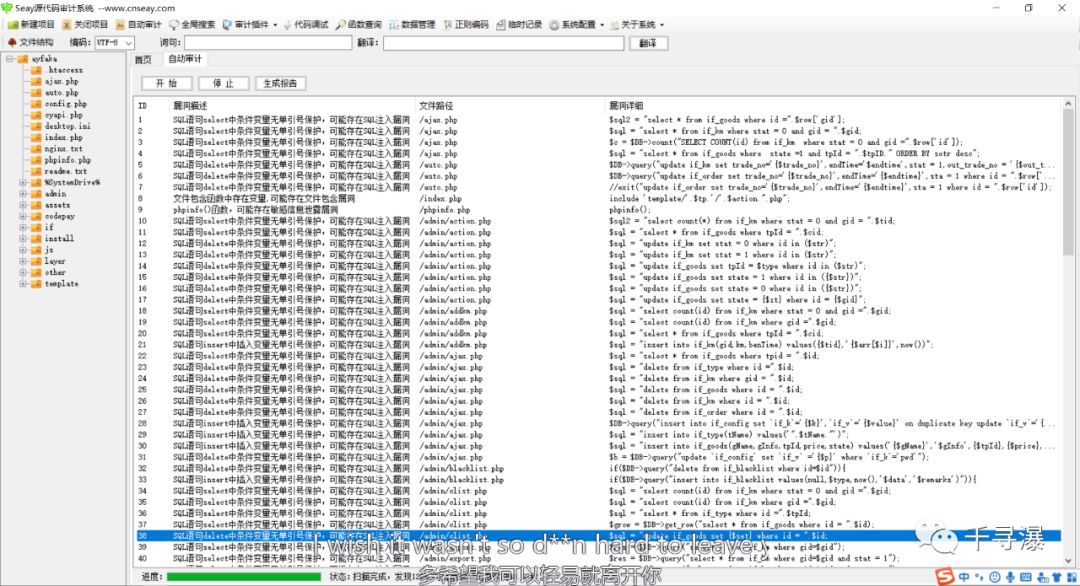 Seay源代码审计系统 --www.cnseay.com
新建项目 关闭项目 自动审计 全局搜索 审计插件 代码调试 函数查询 数据管理 正则编码 临时记录 系统配置 关于系统
文件结构 编码: UTF-8 词句: 翻译: 翻译
首页 自动审计
开 始 停 止 生成报告
ayfaka
.htaccess
ajax.php
auto.php
config.php
cyapi.php
desktop.ini
index.php
nginx.txt
phpinfo.php
readme.txt
%SystemDrive%
admin
assets
codepay
if
install
js
layer
other
template
ID 漏洞描述 文件路径 漏洞详细
1 SQL语句select中条件变量无单引号保护，可能存在SQL注入漏洞 /ajax.php $sql2 = "select * from if_goods where id =".$row['gid'];
2 SQL语句select中条件变量无单引号保护，可能存在SQL注入漏洞 /ajax.php $sql = "select * from if_km where stat = 0 and gid = ".$gid;
3 SQL语句select中条件变量无单引号保护，可能存在SQL注入漏洞 /ajax.php $c = $DB->count("SELECT COUNT(id) from if_km where stat = 0 and gid =".$row['id']);
4 SQL语句select中条件变量无单引号保护，可能存在SQL注入漏洞 /ajax.php $sql = "select * from if_goods where state =1 and tpId = ".$tpID." ORDER BY sotr desc";
5 SQL语句delete中条件变量无单引号保护，可能存在SQL注入漏洞 /auto.php $DB->query("update if_km set trade_no='{$trade_no}',endTime='{$endtime',stat = 1,out_trade_no = '{$out_t...
6 SQL语句delete中条件变量无单引号保护，可能存在SQL注入漏洞 /auto.php $DB->query("update if_order set trade_no='{$trade_no}',endTime='{$endtime',sta = 1 where id = ".$row['...
7 SQL语句delete中条件变量无单引号保护，可能存在SQL注入漏洞 /auto.php //exit("update if_order set trade_no='{$trade_no}',endTime='{$endtime',sta = 1 where id = ".$row['id']);
8 文件包含函数中存在变量,可能存在文件包含漏洞 /index.php include 'template/'.$tp.'/'.$action.".php";
9 phpinfo()函数，可能存在敏感信息泄露漏洞 /phpinfo.php phpinfo();
10 SQL语句select中条件变量无单引号保护，可能存在SQL注入漏洞 /admin/action.php $sql2 = "select count(*) from if_km where stat = 0 and gid = ".$tid;
11 SQL语句select中条件变量无单引号保护，可能存在SQL注入漏洞 /admin/action.php $sql = "select * from if_goods where tpId = ".$cid;
12 SQL语句delete中条件变量无单引号保护，可能存在SQL注入漏洞 /admin/action.php $sql = "update if_km set stat = 0 where id in ($str)";
13 SQL语句delete中条件变量无单引号保护，可能存在SQL注入漏洞 /admin/action.php $sql = "update if_km set stat = 1 where id in ($str)";
14 SQL语句delete中条件变量无单引号保护，可能存在SQL注入漏洞 /admin/action.php $sql = "update if_goods set tpId = $type where id in ($str)";
15 SQL语句delete中条件变量无单引号保护，可能存在SQL注入漏洞 /admin/action.php $sql = "update if_goods set state = 1 where id in ({$str})";
16 SQL语句delete中条件变量无单引号保护，可能存在SQL注入漏洞 /admin/action.php $sql = "update if_goods set state = 0 where id in ({$str})";
17 SQL语句delete中条件变量无单引号保护，可能存在SQL注入漏洞 /admin/action.php $sql = "update if_goods set state = {$zt} where id = {$gid}";
18 SQL语句select中条件变量无单引号保护，可能存在SQL注入漏洞 /admin/addkm.php $sql = "select count(id) from if_km where stat = 0 and gid =".$gid;
19 SQL语句select中条件变量无单引号保护，可能存在SQL注入漏洞 /admin/addkm.php $sql = "select count(id) from if_km where gid =".$gid;
20 SQL语句select中条件变量无单引号保护，可能存在SQL注入漏洞 /admin/addkm.php $sql = "select * from if_goods where tpId = ".$cid;
21 SQL语句insert中插入变量无单引号保护，可能存在SQL注入漏洞 /admin/addkm.php $sql = "insert into if_km(gid,km,benTime) values({$tid},'{$arr[$i]}',now())";
22 SQL语句select中条件变量无单引号保护，可能存在SQL注入漏洞 /admin/ajax.php $sql = "select * from if_goods where tpid = ".$id;
23 SQL语句delete中条件变量无单引号保护，可能存在SQL注入漏洞 /admin/ajax.php $sql = "delete from if_type where id =".$id;
24 SQL语句delete中条件变量无单引号保护，可能存在SQL注入漏洞 /admin/ajax.php $sql = "delete from if_km where gid = ".$id;
25 SQL语句delete中条件变量无单引号保护，可能存在SQL注入漏洞 /admin/ajax.php $sql = "delete from if_goods where id = ".$id;
26 SQL语句delete中条件变量无单引号保护，可能存在SQL注入漏洞 /admin/ajax.php $sql = "delete from if_km where id = ".$id;
27 SQL语句delete中条件变量无单引号保护，可能存在SQL注入漏洞 /admin/ajax.php $sql = "delete from if_order where id = ".$id;
28 SQL语句insert中插入变量无单引号保护，可能存在SQL注入漏洞 /admin/ajax.php $DB->query("insert into if_config set `if_k`='{$k}',`if_v`='{$value}' on duplicate key update `if_v`='{...
29 SQL语句insert中插入变量无单引号保护，可能存在SQL注入漏洞 /admin/ajax.php $sql = "insert into if_type(tName) values('".$tName."')";
30 SQL语句insert中插入变量无单引号保护，可能存在SQL注入漏洞 /admin/ajax.php $sql = "insert into if_goods(gName,gInfo,tpId,price,state) values('{$gName}','$gInfo',{$tpId},{$price},...
31 SQL语句delete中条件变量无单引号保护，可能存在SQL注入漏洞 /admin/ajax.php $b = $DB->query("update `if_config` set `if_v` ='{$p}' where `if_k`='pwd'");
32 SQL语句delete中条件变量无单引号保护，可能存在SQL注入漏洞 /admin/blacklist.php if($DB->query("delete from if_blacklist where id=$id")){
33 SQL语句insert中插入变量无单引号保护，可能存在SQL注入漏洞 /admin/blacklist.php if($DB->query("insert into if_blacklist values(null,$type,now(),'$data','$remarks')")){
34 SQL语句select中条件变量无单引号保护，可能存在SQL注入漏洞 /admin/clist.php $sql = "select count(id) from if_km where stat = 0 and gid =".$gid;
35 SQL语句select中条件变量无单引号保护，可能存在SQL注入漏洞 /admin/clist.php $sql = "select count(id) from if_km where gid =".$gid;
36 SQL语句select中条件变量无单引号保护，可能存在SQL注入漏洞 /admin/clist.php $sql = "select * from if_type where id =".$tpId;
37 SQL语句select中条件变量无单引号保护，可能存在SQL注入漏洞 /admin/clist.php $grow = $DB->get_row("select * from if_goods where id = ".$id);
38 SQL语句delete中条件变量无单引号保护，可能存在SQL注入漏洞 /admin/clist.php $sql = "update if_goods set {$set} where id = ".$id;
39 SQL语句delete中条件变量无单引号保护，可能存在SQL注入漏洞 where gid=$gid");
40 SQL语句select中条件变量无单引号保护，可能存在SQL注入漏洞 /admin/export.php $res = $DB->query("select * from if_km where gid=$gid and stat = 1");
I wish it wasn't so d**n hard to leave
多希望我可以轻易就离开你
千寻瀑
进度: 状态: 扫描完成，发现12
中